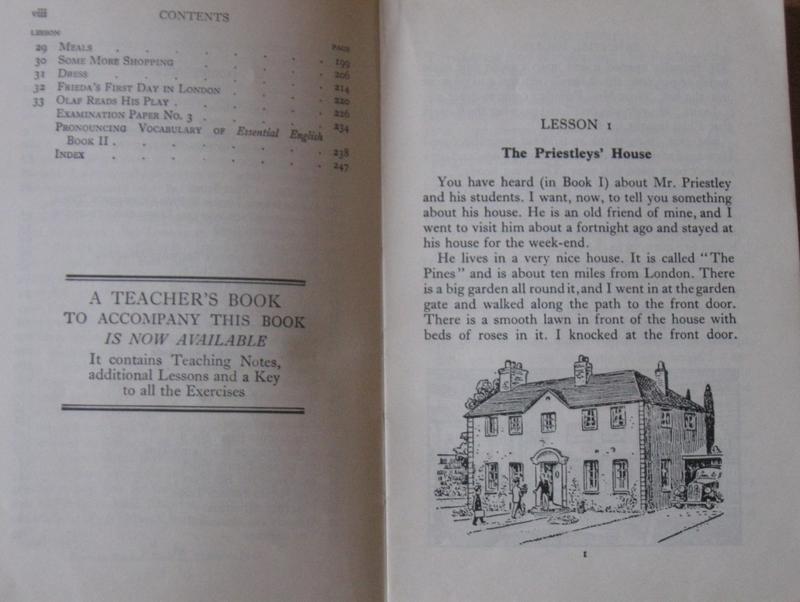 viii
CONTENTS
LESSON
PAGE
29 Meals . . . . . . 199
30 Some More Shopping . . . . 206
31 Dress . . . . . . 214
32 Frieda's First Day in London . . . 220
33 Olaf Reads His Play . . . . 226
Examination Paper No. 3 . . . . 234
Pronouncing Vocabulary of Essential English
Book II . . . . . . 238
Index . . . . . . 247
A TEACHER'S BOOK
TO ACCOMPANY THIS BOOK
IS NOW AVAILABLE
It contains Teaching Notes,
additional Lessons and a Key
to all the Exercises
LESSON 1
The Priestleys' House
You have heard (in Book I) about Mr. Priestley
and his students. I want, now, to tell you something
about his house. He is an old friend of mine, and I
went to visit him about a fortnight ago and stayed at
his house for the week-end.
He lives in a very nice house. It is called "The
Pines" and is about ten miles from London. There
is a big garden all round it, and I went in at the garden
gate and walked along the path to the front door.
There is a smooth lawn in front of the house with
beds of roses in it. I knocked at the front door.
1